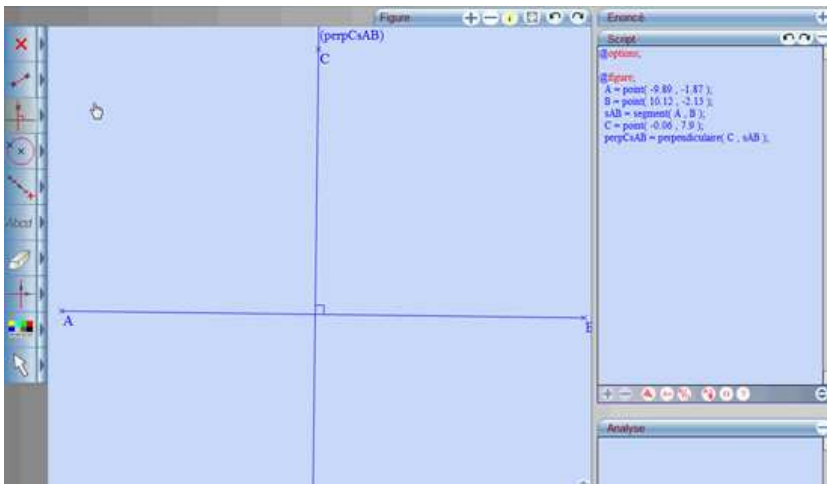 Figure
Enoncé
Script
@options;
@figure;
A = point( -9.89 , -1.87 );
B = point( 10.12 , -2.15 );
sAB = segment( A , B );
C = point( -0.06 , 7.9 );
perpCsAB = perpendiculaire( C , sAB );
(perpCsAB)
C
Abcd
A
B
Analyse